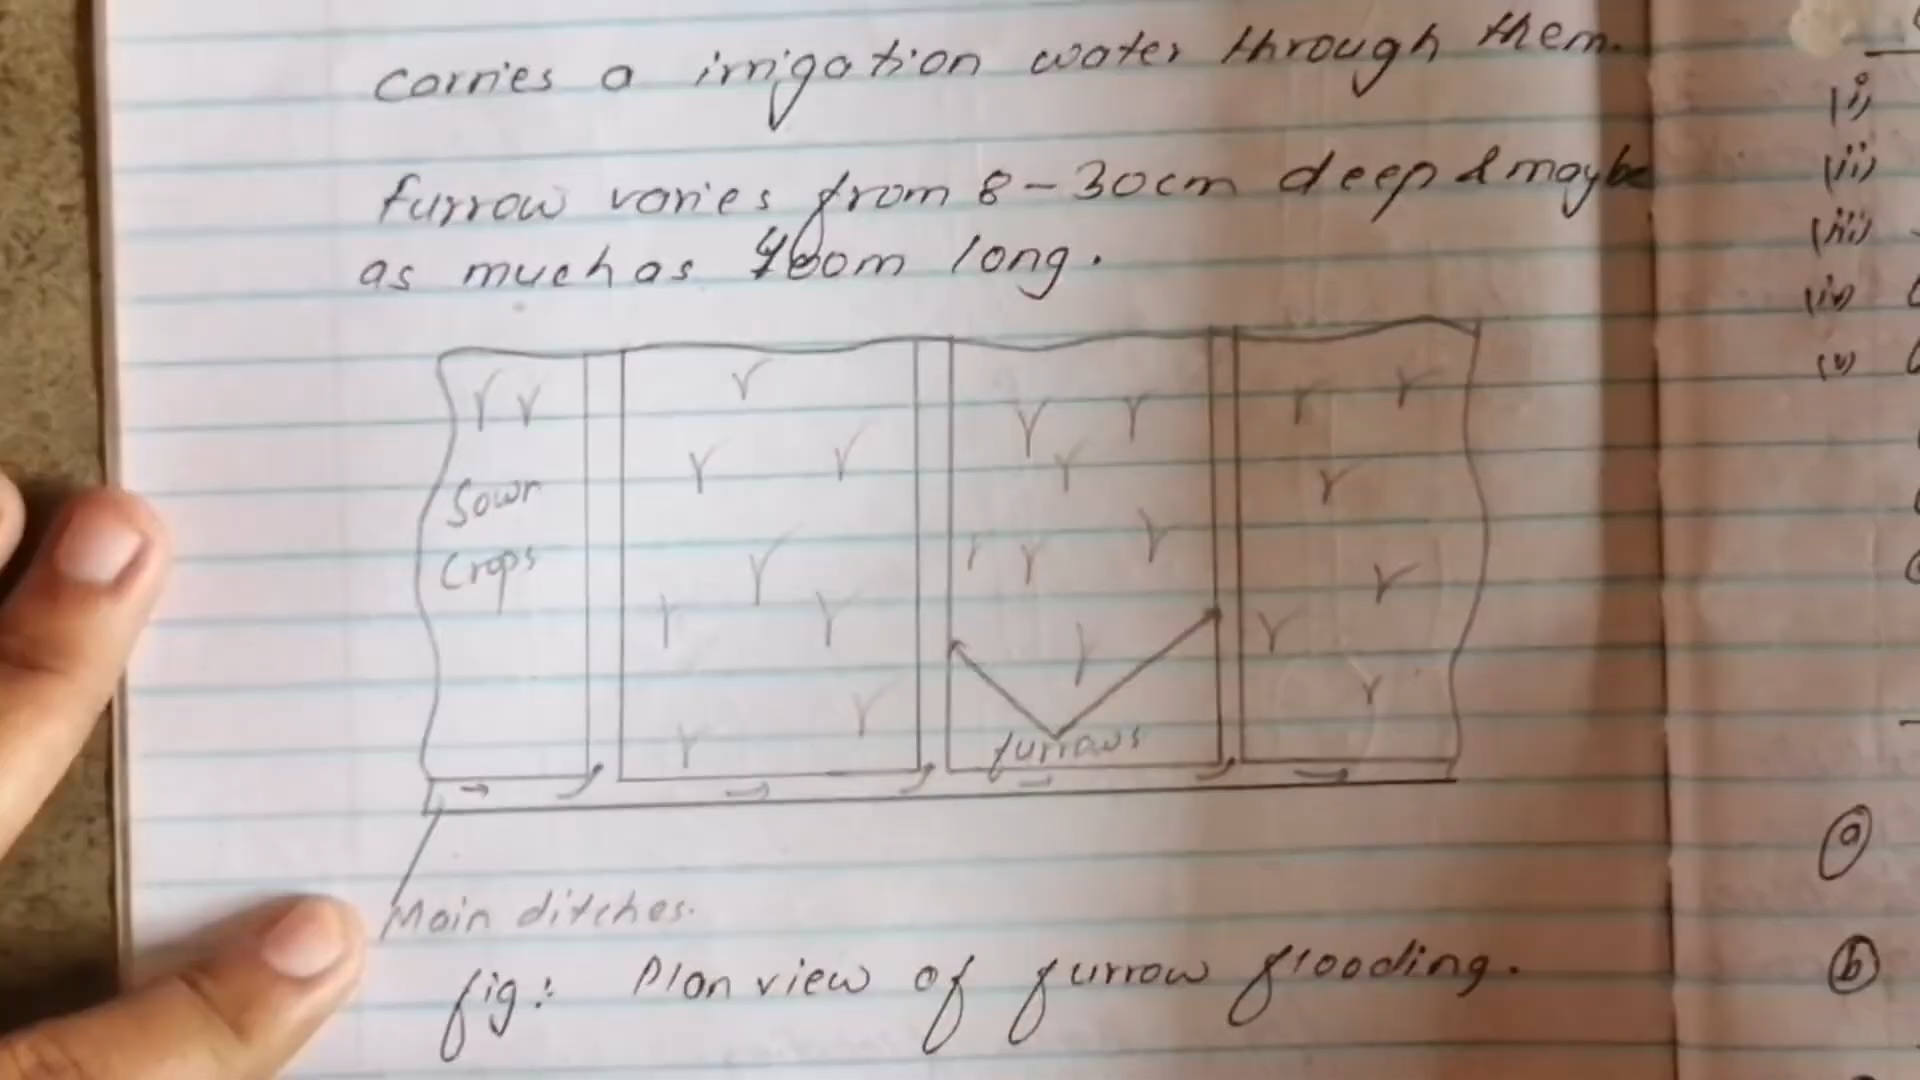 carries a irrigation water through them.
furrow varies from 8-30cm deep & maybe
as much as 400m long.
Sown
Crops
furrows
Main ditches.
fig: Plan view of furrow flooding.
(i)
(ii)
(iii)
(iv)
(v)
(a)
(b)